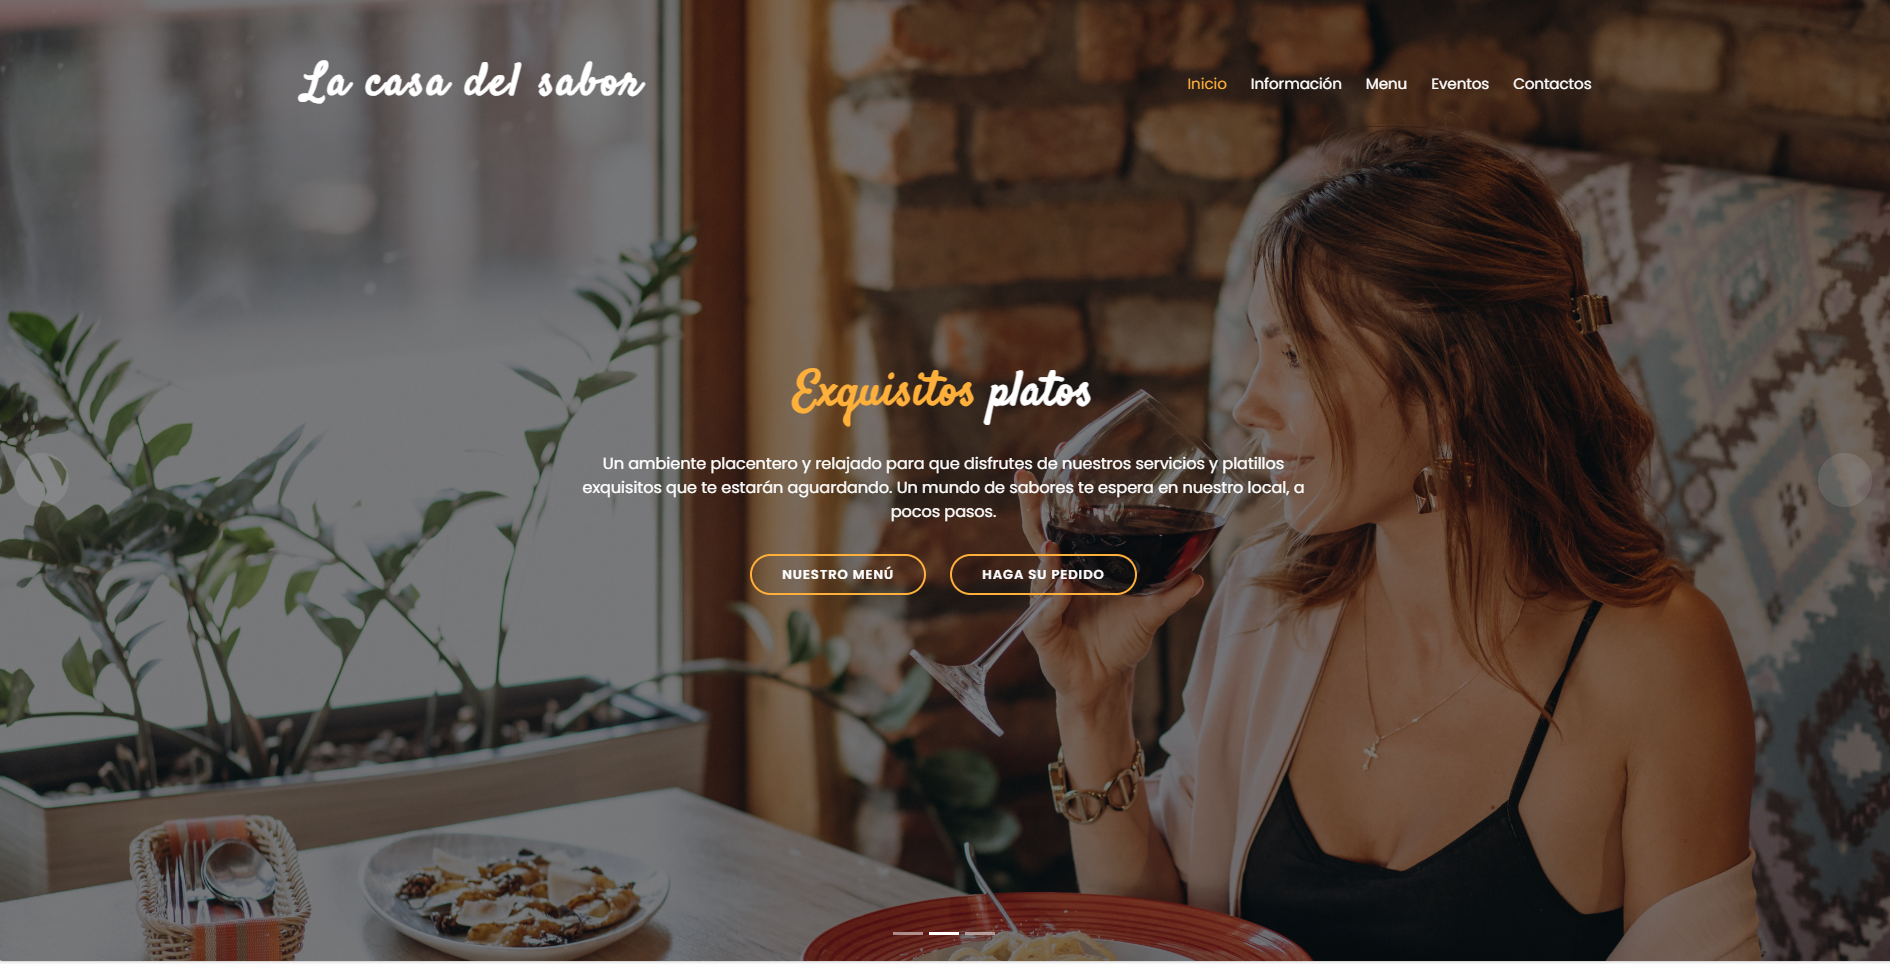 La casa del sabor
Inicio Información Menu Eventos Contactos
Exquisitos platos
Un ambiente placentero y relajado para que disfrutes de nuestros servicios y platillos
exquisitos que te estarán aguardando. Un mundo de sabores te espera en nuestro local, a
pocos pasos.
NUESTRO MENÚ HAGA SU PEDIDO